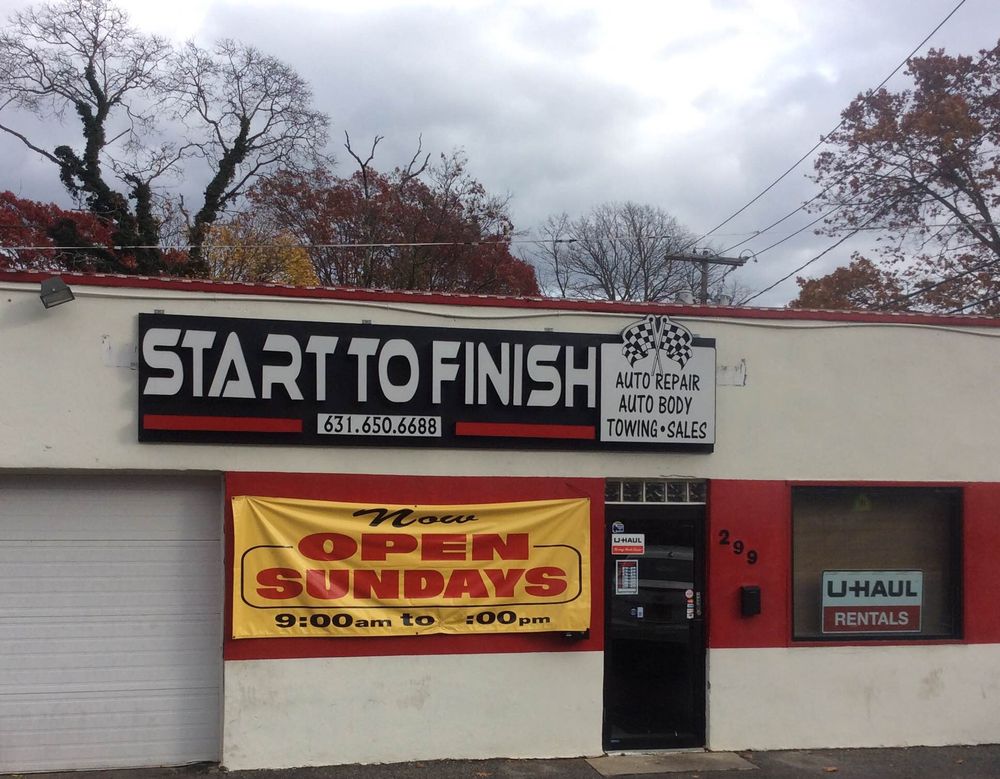 START TO FINISH
631.650.6688
AUTO REPAIR
AUTO BODY
TOWING • SALES
Now
OPEN
SUNDAYS
9:00am to :00pm
U-HAUL
299
U-HAUL
RENTALS